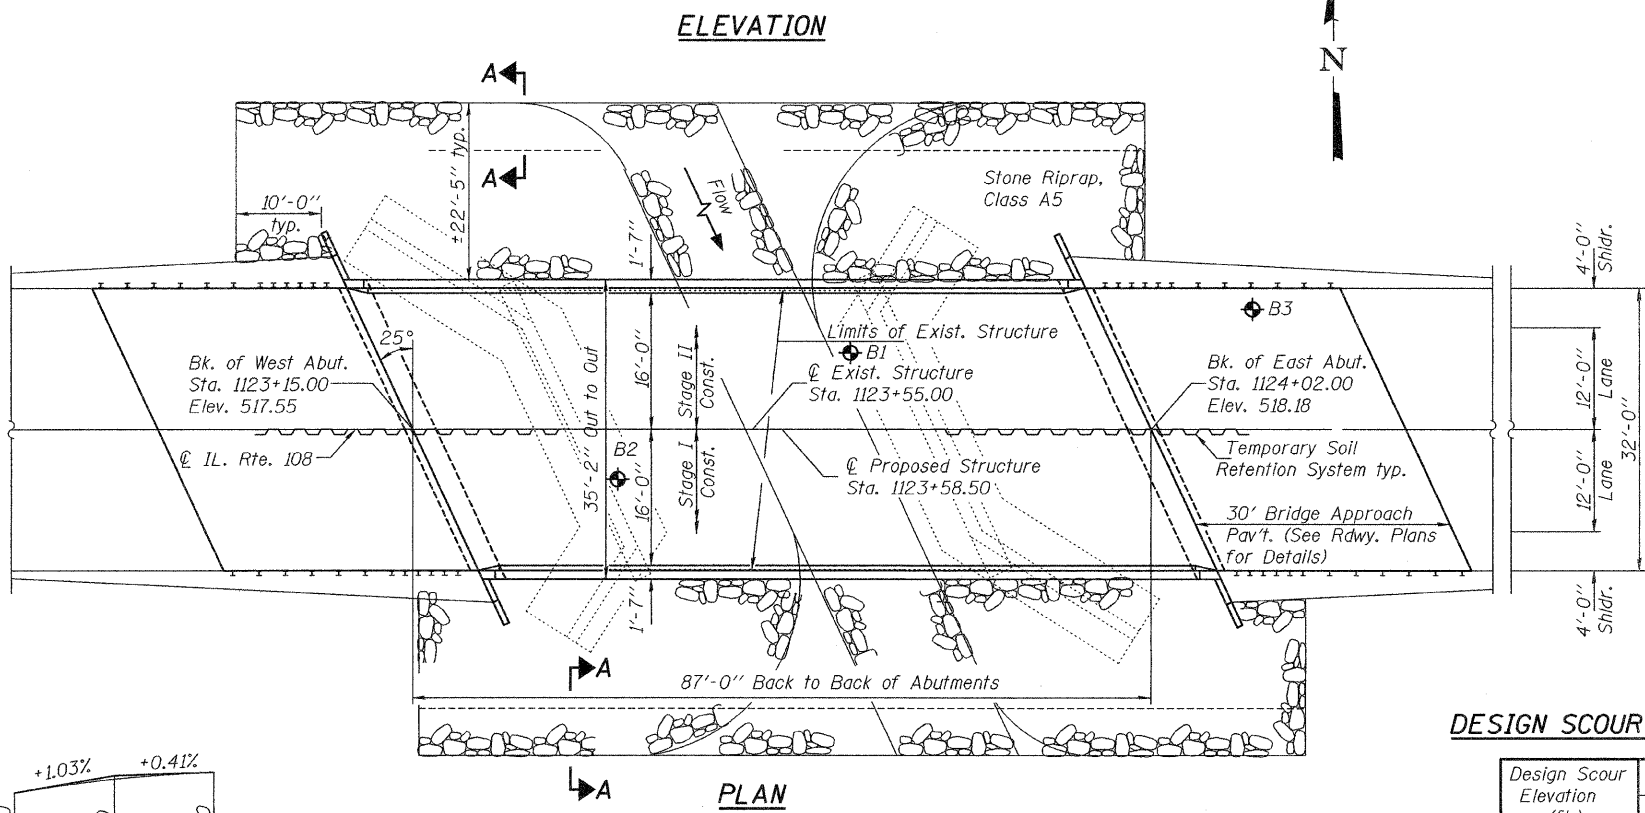 ELEVATION
N
A
A
±22'-5" typ.
10'-0"
typ.
Flow
1'-7"
Stone Riprap,
Class A5
4'-0"
Shldr.
25°
Bk. of West Abut.
Sta. 1123+15.00
Elev. 517.55
℄ IL. Rte. 108
35'-2" Out to Out
16'-0"
Stage II
Const.
Limits of Exist. Structure
B1
℄ Exist. Structure
Sta. 1123+55.00
B3
Bk. of East Abut.
Sta. 1124+02.00
Elev. 518.18
12'-0"
Lane
32'-0"
B2
16'-0"
Stage I
Const.
℄ Proposed Structure
Sta. 1123+58.50
Temporary Soil
Retention System typ.
12'-0"
Lane
30' Bridge Approach
Pav't. (See Rdwy. Plans
for Details)
1'-7"
4'-0"
Shldr.
A
87'-0" Back to Back of Abutments
A
PLAN
+1.03%
+0.41%
DESIGN SCOUR
Design Scour
Elevation